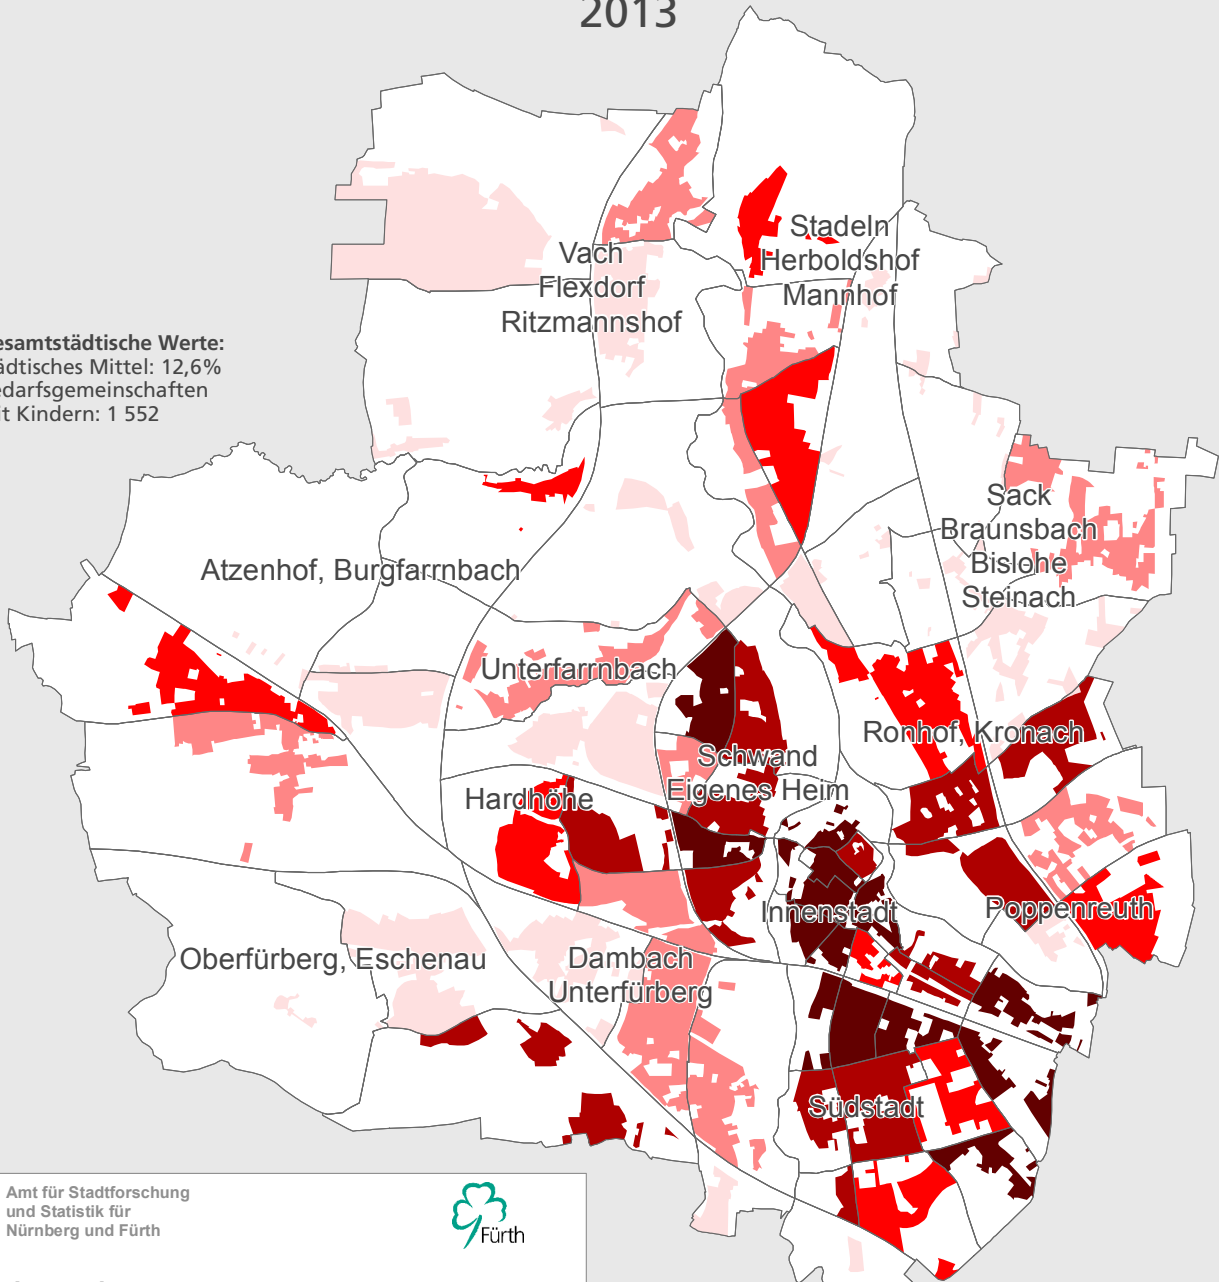 2013
Stadeln
Herboldshof
Mannhof
Vach
Flexdorf
Ritzmannshof
esamtstädtische Werte:
ädtisches Mittel: 12,6%
edarfsgemeinschaften
it Kindern: 1 552
Sack
Braunsbach
Bislohe
Steinach
Atzenhof, Burgfarrnbach
Unterfarrnbach
Ronhof, Kronach
Schwand
Eigenes Heim
Hardhöhe
Innenstadt
Poppenreuth
Oberfürberg, Eschenau
Dambach
Unterfürberg
Südstadt
Amt für Stadtforschung
und Statistik für
Nürnberg und Fürth
Fürth